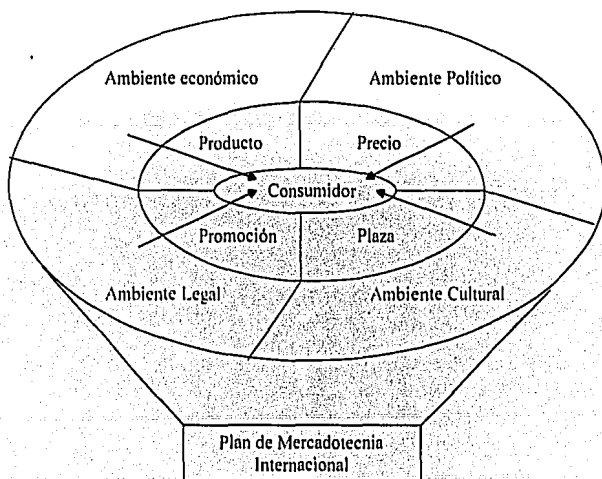 Ambiente económico
Ambiente Político
Producto
Precio
Consumidor
Promoción
Plaza
Ambiente Legal
Ambiente Cultural
Plan de Mercadotecnia
Internacional